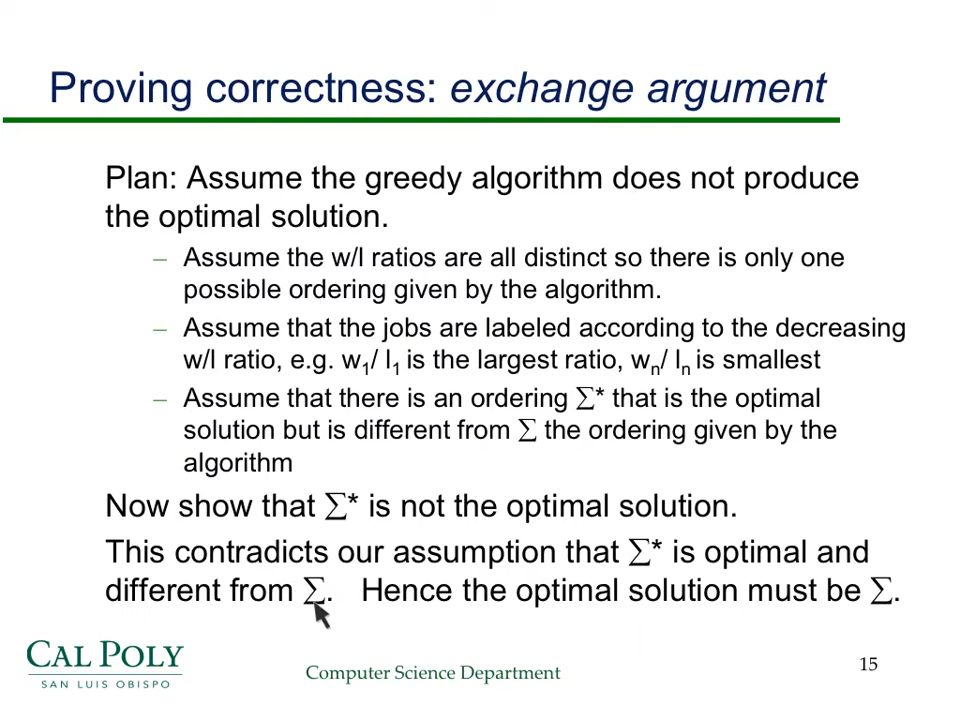 Proving correctness: exchange argument
Plan: Assume the greedy algorithm does not produce
the optimal solution.
– Assume the w/l ratios are all distinct so there is only one
possible ordering given by the algorithm.
– Assume that the jobs are labeled according to the decreasing
w/l ratio, e.g. w₁/ l₁ is the largest ratio, wₙ/ lₙ is smallest
– Assume that there is an ordering ∑* that is the optimal
solution but is different from ∑ the ordering given by the
algorithm
Now show that ∑* is not the optimal solution.
This contradicts our assumption that ∑* is optimal and
different from ∑. Hence the optimal solution must be ∑.
CAL POLY
SAN LUIS OBISPO
Computer Science Department
15